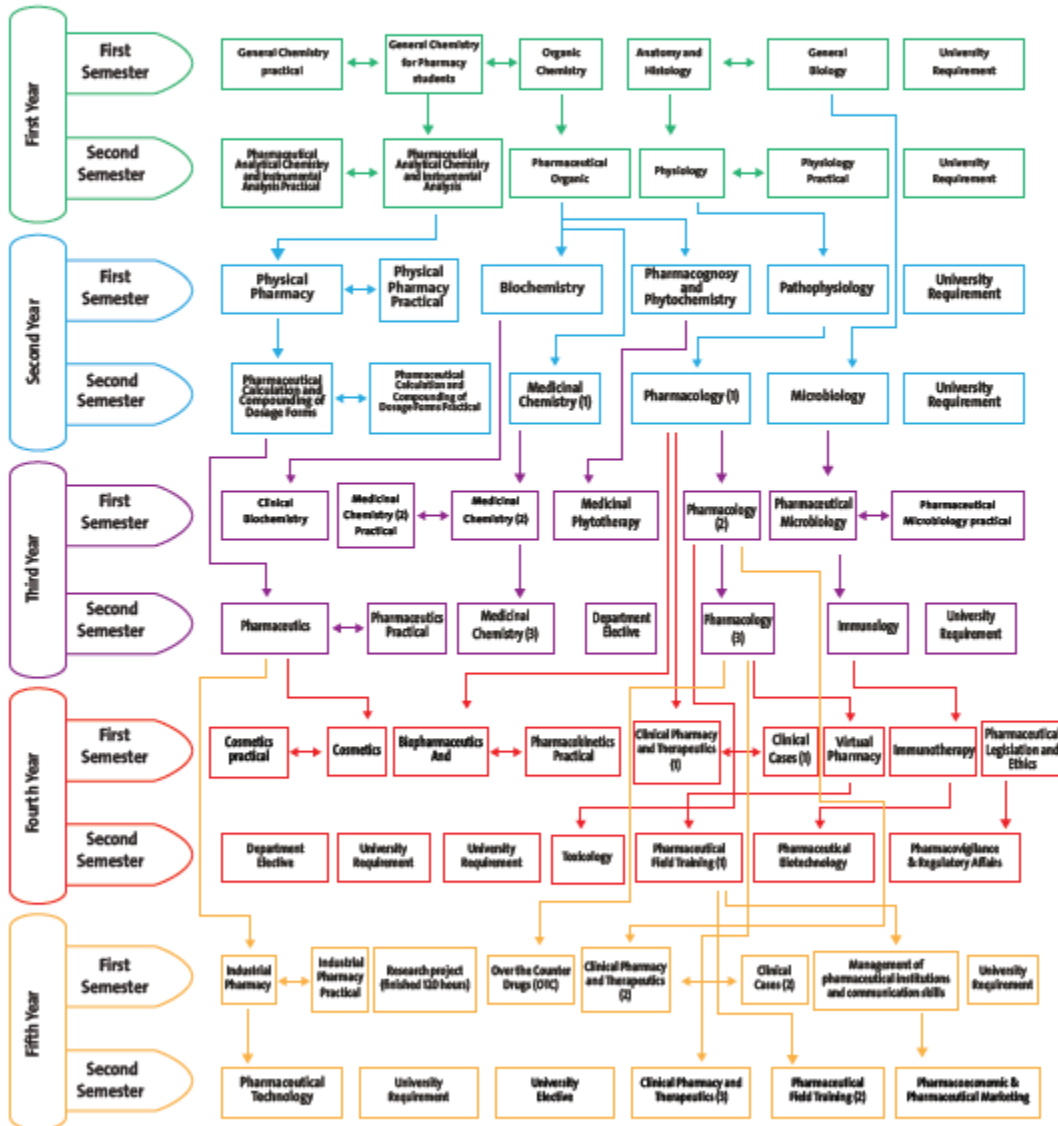 First Year
First
Semester
General Chemistry
practical
General Chemistry
for Pharmacy
students
Organic
Chemistry
Anatomy and
Histology
General
Biology
University
Requirement
Second
Semester
Pharmaceutical
Analytical Chemistry
and Instrumental
Analysis Practical
Pharmaceutical
Analytical Chemistry
and Instrumental
Analysis
Pharmaceutical
Organic
Physiology
Physiology
Practical
University
Requirement
Second Year
First
Semester
Physical
Pharmacy
Physical
Pharmacy
Practical
Biochemistry
Pharmacognosy
and
Phytochemistry
Pathophysiology
University
Requirement
Second
Semester
Pharmaceutical
Calculation and
Compounding of
Dosage Forms
Pharmaceutical
Calculation and
Compounding of
Dosage Forms Practical
Medicinal
Chemistry (1)
Pharmacology (1)
Microbiology
University
Requirement
Third Year
First
Semester
Clinical
Biochemistry
Medicinal
Chemistry (2)
Practical
Medicinal
Chemistry (2)
Medicinal
Phytotherapy
Pharmacology
(2)
Pharmaceutical
Microbiology
Pharmaceutical
Microbiology practical
Second
Semester
Pharmaceutics
Pharmaceutics
Practical
Medicinal
Chemistry (3)
Department
Elective
Pharmacology
(3)
Immunology
University
Requirement
Fourth Year
First
Semester
Cosmetics
practical
Cosmetics
Biopharmaceutics
And
Pharmacokinetics
Practical
Clinical Pharmacy
and Therapeutics
(1)
Clinical
Cases (1)
Virtual
Pharmacy
Immunotherapy
Pharmaceutical
Legislation and
Ethics
Second
Semester
Department
Elective
University
Requirement
University
Requirement
Toxicology
Pharmaceutical
Field Training (1)
Pharmaceutical
Biotechnology
Pharmacovigilance
& Regulatory Affairs
Fifth Year
First
Semester
Industrial
Pharmacy
Industrial
Pharmacy
Practical
Research project
(finished 120 hours)
Over the Counter
Drugs (OTC)
Clinical Pharmacy
and Therapeutics
(2)
Clinical
Cases (2)
Management of
pharmaceutical institutions
and communication skills
University
Requirement
Second
Semester
Pharmaceutical
Technology
University
Requirement
University
Elective
Clinical Pharmacy and
Therapeutics (3)
Pharmaceutical
Field Training (2)
Pharmacoeconomic &
Pharmaceutical Marketing